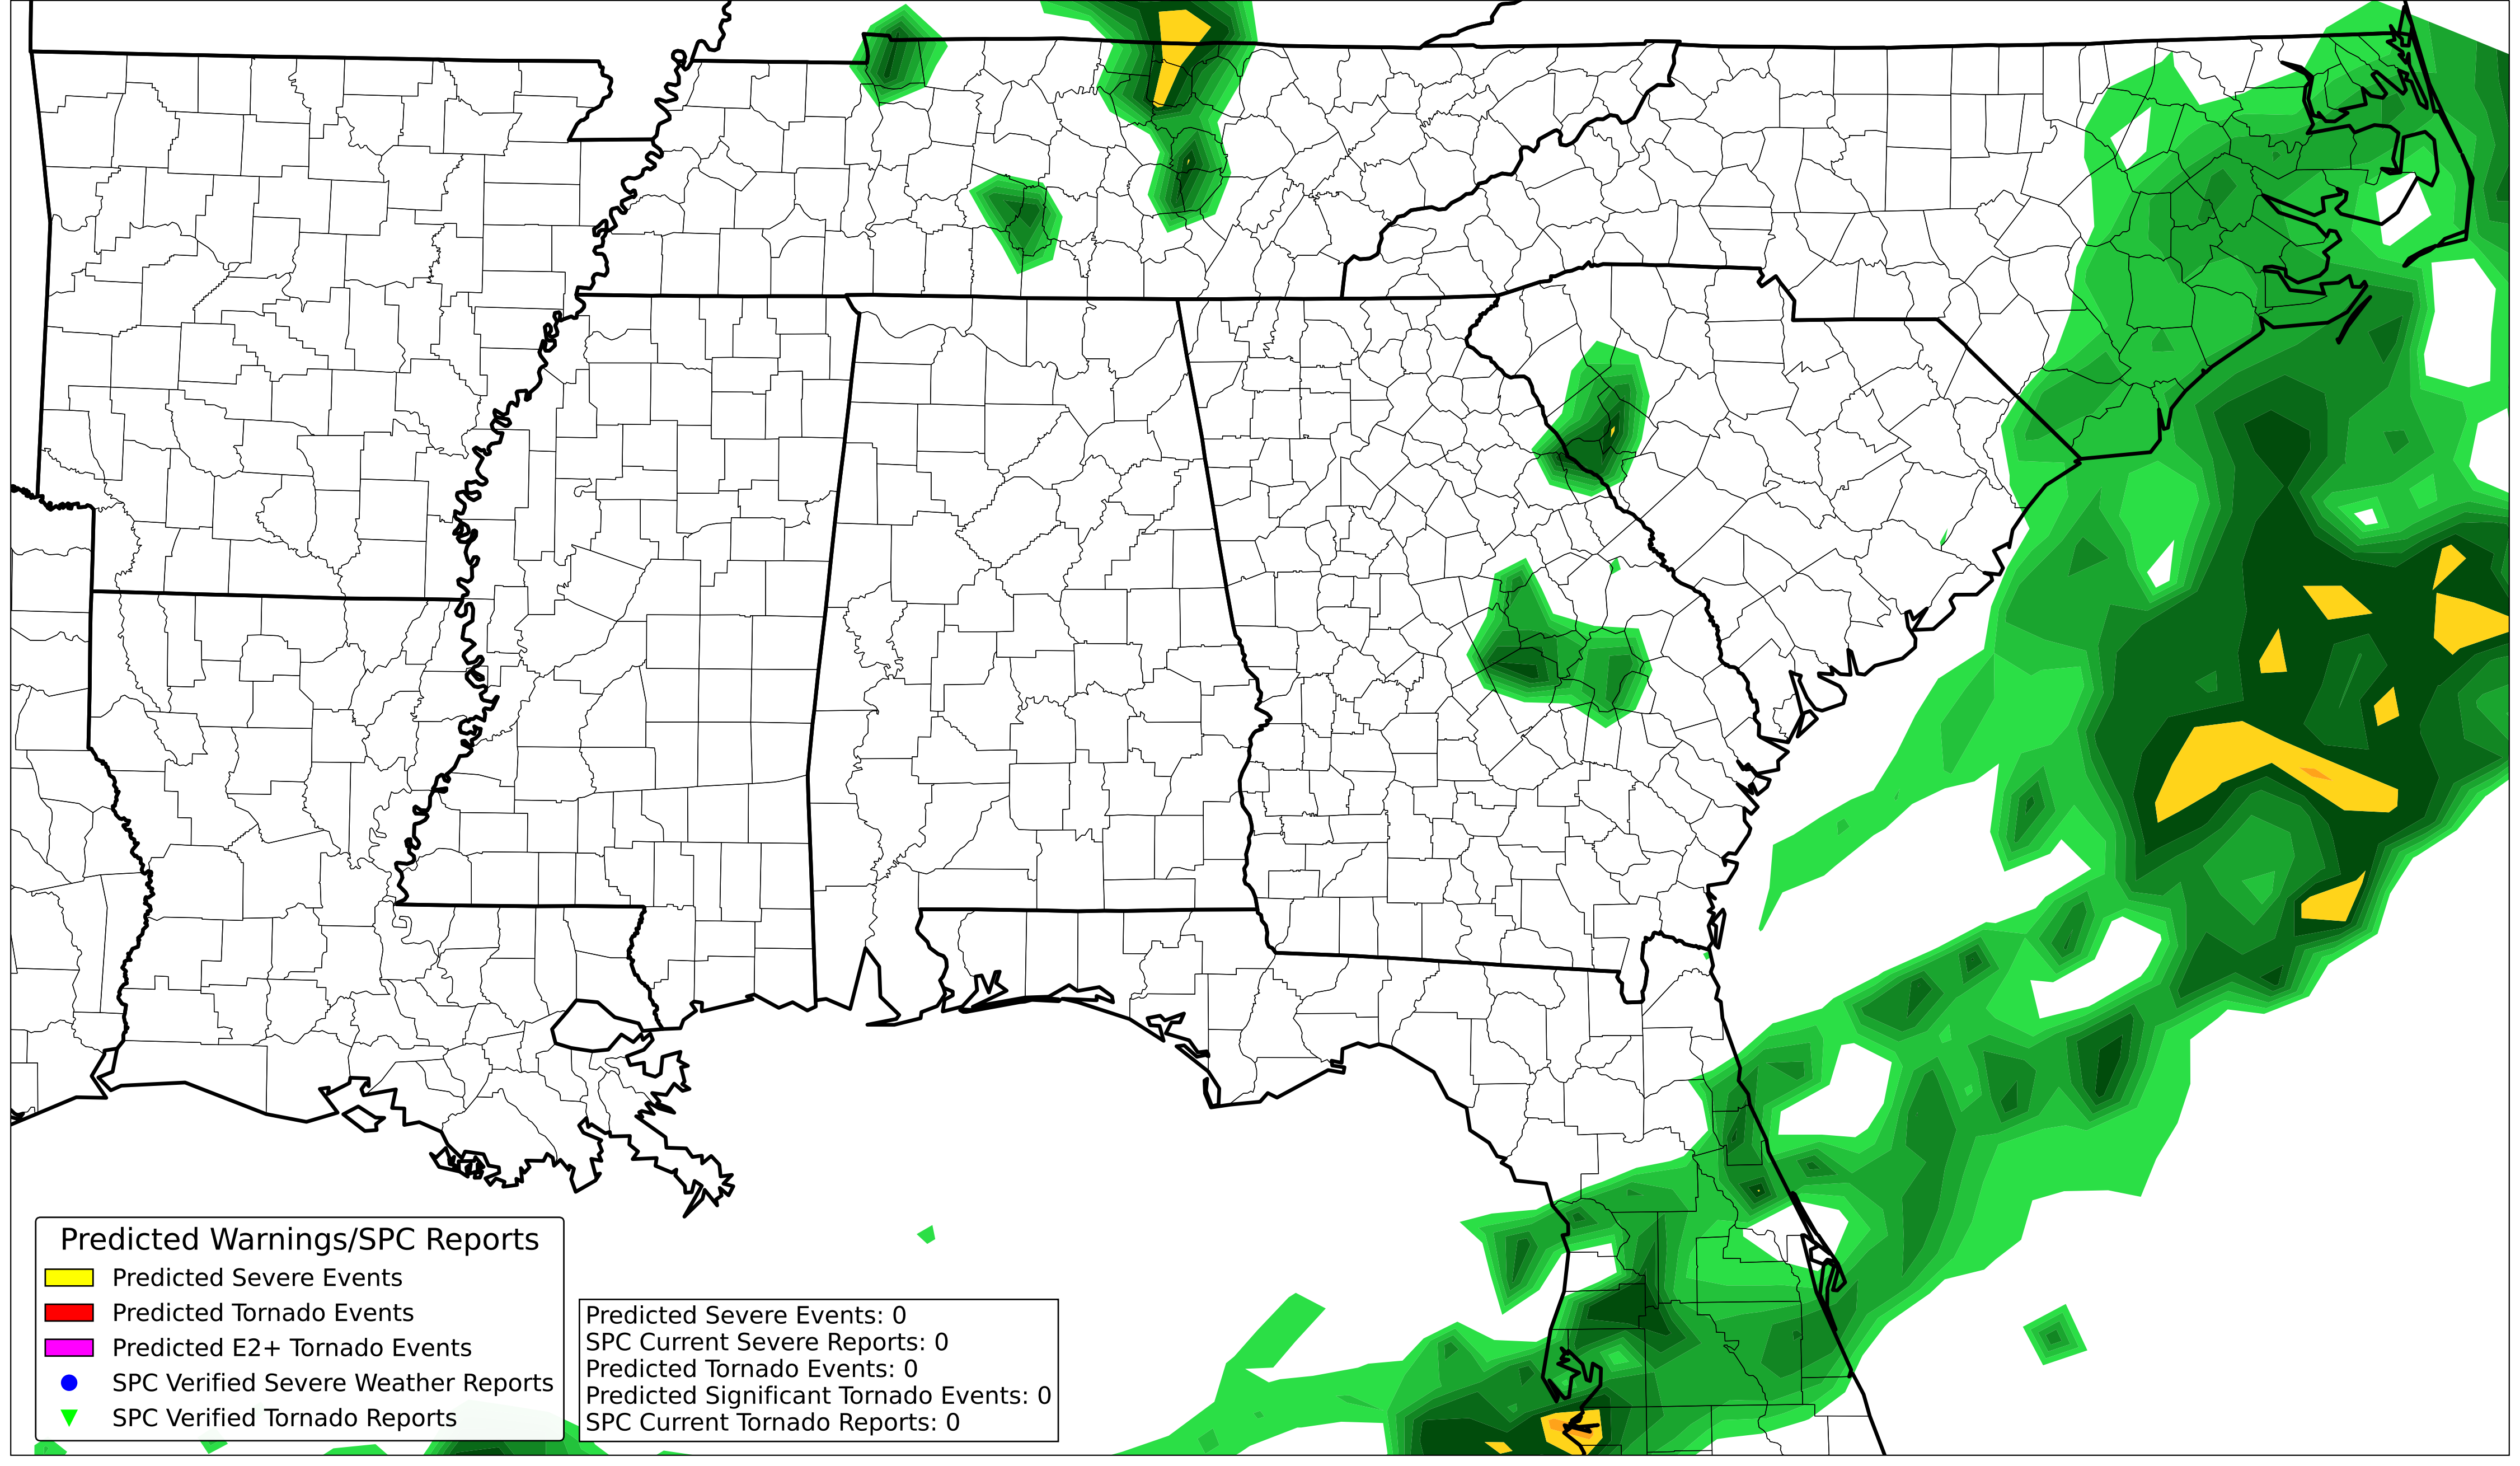 Predicted Warnings/SPC Reports
Predicted Severe Events
Predicted Tornado Events
Predicted E2+ Tornado Events
SPC Verified Severe Weather Reports
SPC Verified Tornado Reports
Predicted Severe Events: 0
SPC Current Severe Reports: 0
Predicted Tornado Events: 0
Predicted Significant Tornado Events: 0
SPC Current Tornado Reports: 0